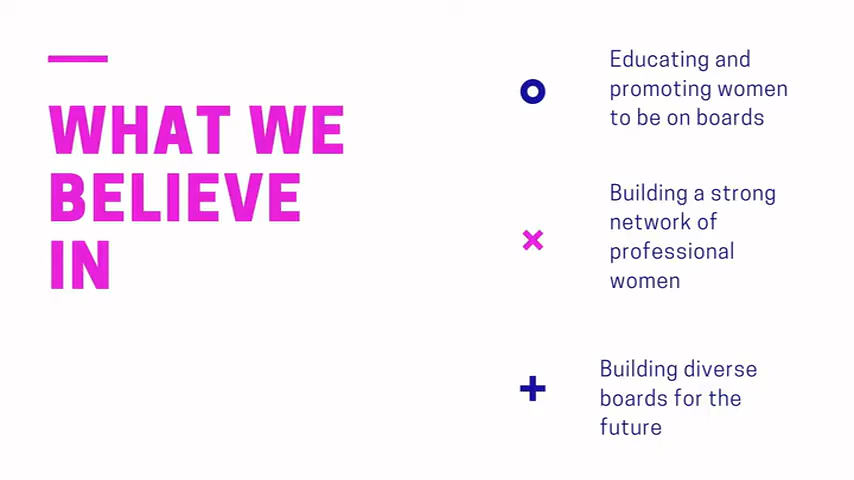 WHAT WE
BELIEVE
IN
Educating and
promoting women
to be on boards
Building a strong
network of
professional
women
Building diverse
boards for the
future